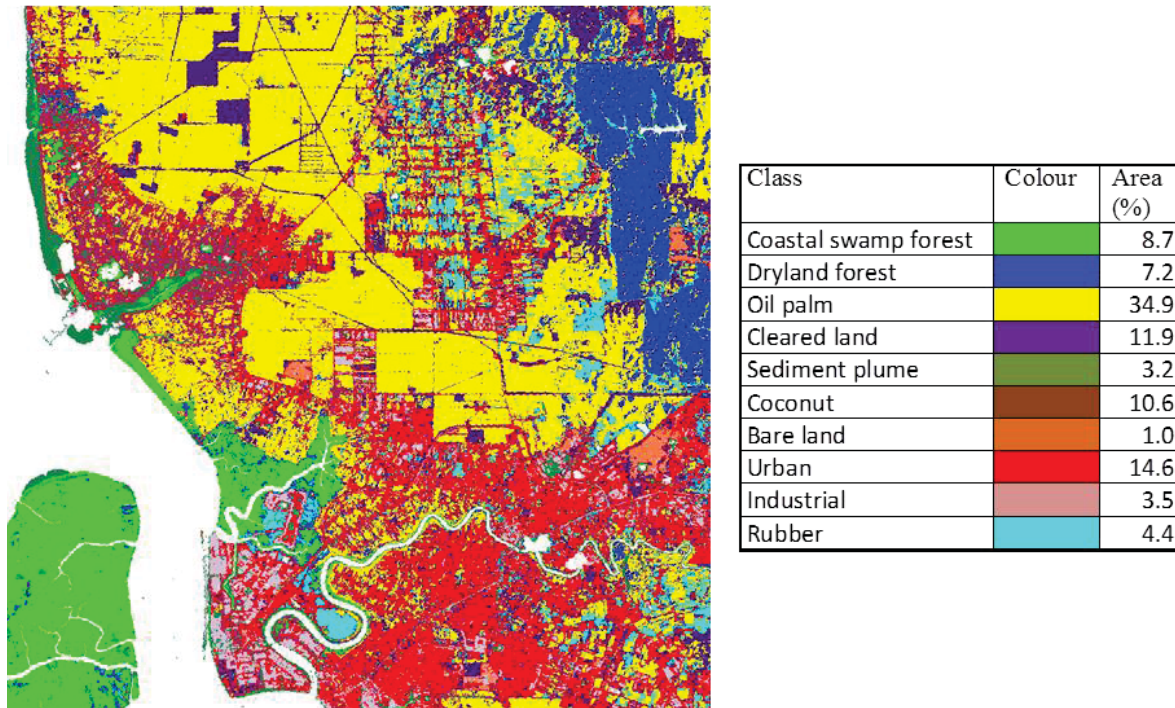 Class Colour Area
(%)
Coastal swamp forest 8.7
Dryland forest 7.2
Oil palm 34.9
Cleared land 11.9
Sediment plume 3.2
Coconut 10.6
Bare land 1.0
Urban 14.6
Industrial 3.5
Rubber 4.4